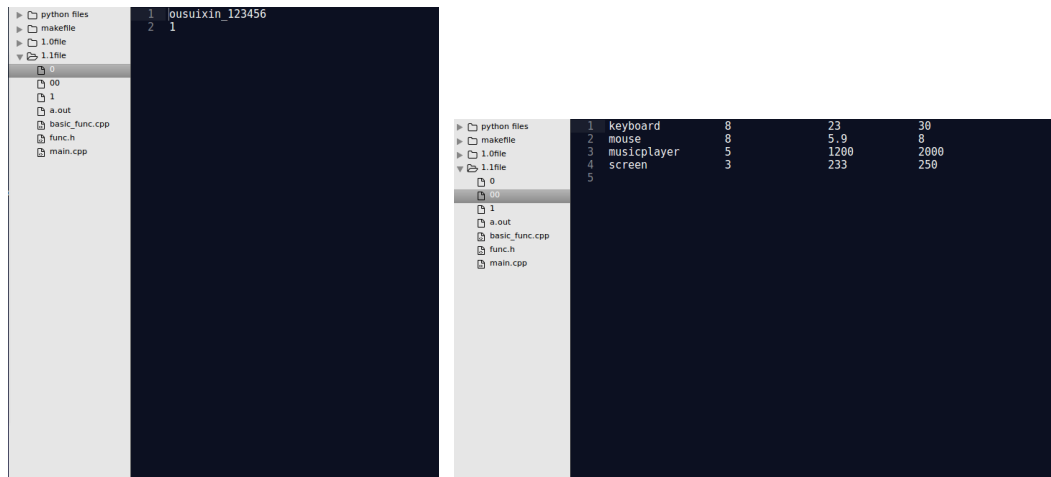 python files
makefile
1.0file
1.1file
0
00
1
a.out
basic_func.cpp
func.h
main.cpp
1 ousuixin_123456
2 1
python files
makefile
1.0file
1.1file
0
00
1
a.out
basic_func.cpp
func.h
main.cpp
1 keyboard 8 23 30
2 mouse 8 5.9 8
3 musicplayer 5 1200 2000
4 screen 3 233 250
5